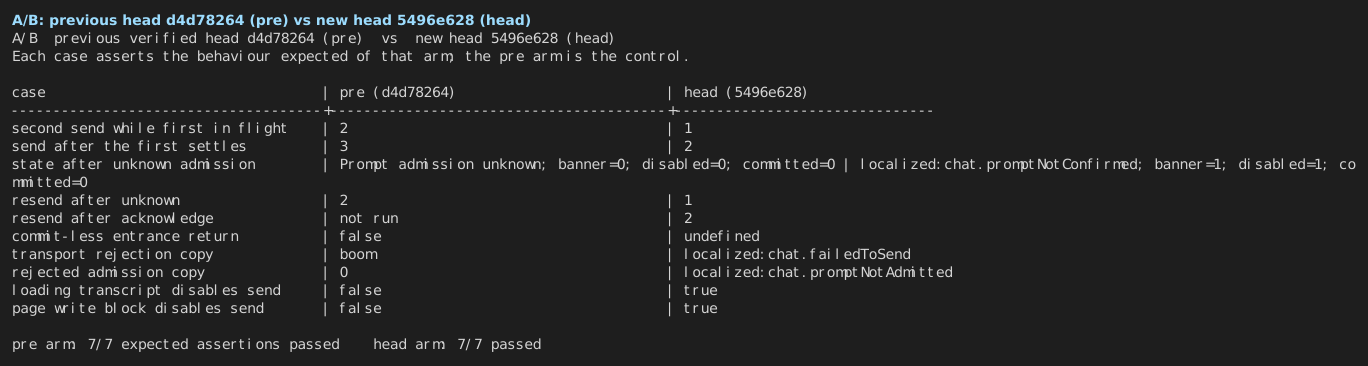 A/B: previous head d4d78264 (pre) vs new head 5496e628 (head)
A/B  previous verified head d4d78264 (pre)  vs  new head 5496e628 (head)
Each case asserts the behaviour expected of that arm; the pre arm is the control.
case | pre (d4d78264) | head (5496e628)
-------------------------------------+----------------------------------------+-------------------------------
second send while first in flight | 2 | 1
send after the first settles | 3 | 2
state after unknown admission | Prompt admission unknown; banner=0; disabled=0; committed=0 | localized:chat.promptNotConfirmed; banner=1; disabled=1; co
mmitted=0
resend after unknown | 2 | 1
resend after acknowledge | not run | 2
commit-less entrance return | false | undefined
transport rejection copy | boom | localized:chat.failedToSend
rejected admission copy | 0 | localized:chat.promptNotAdmitted
loading transcript disables send | false | true
page write block disables send | false | true
pre arm: 7/7 expected assertions passed    head arm: 7/7 passed